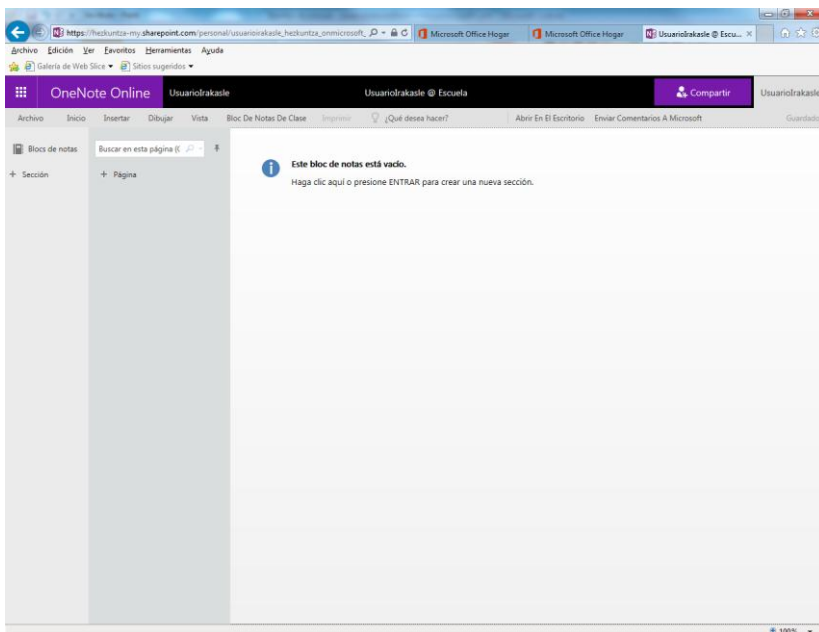 https://hezkuntza-my.sharepoint.com/personal/usuarioirakasle_hezkuntza_onmicrosoft_
Microsoft Office Hogar
Microsoft Office Hogar
UsuarioIrakasle @ Escu...
Archivo Edición Ver Favoritos Herramientas Ayuda
Galería de Web Slice Sitios sugeridos
OneNote Online UsuarioIrakasle UsuarioIrakasle @ Escuela Compartir UsuarioIrakasle
Archivo Inicio Insertar Dibujar Vista Bloc De Notas De Clase Imprimir ¿Qué desea hacer? Abrir En El Escritorio Enviar Comentarios A Microsoft Guardado
Blocs de notas Buscar en esta página (C
+ Sección + Página
Este bloc de notas está vacío.
Haga clic aquí o presione ENTRAR para crear una nueva sección.
100%